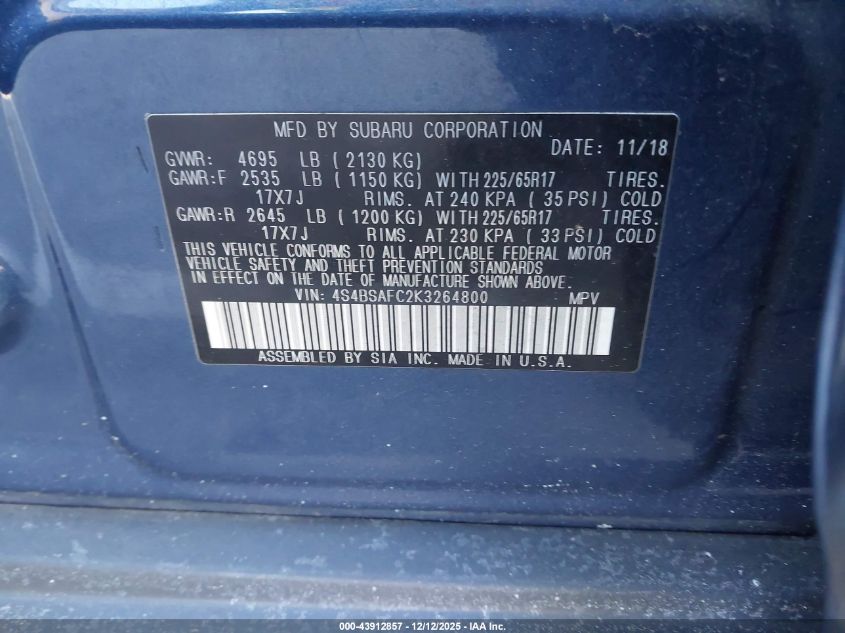 MFD BY SUBARU CORPORATION
DATE: 11/18
GVWR: 4695 LB ( 2130 KG)
GAWR:F 2535 LB ( 1150 KG) WITH 225/65R17 TIRES.
17X7J RIMS. AT 240 KPA ( 35 PSI) COLD
GAWR:R 2645 LB ( 1200 KG) WITH 225/65R17 TIRES.
17X7J RIMS. AT 230 KPA ( 33 PSI) COLD
THIS VEHICLE CONFORMS TO ALL APPLICABLE FEDERAL MOTOR
VEHICLE SAFETY AND THEFT PREVENTION STANDARDS
IN EFFECT ON THE DATE OF MANUFACTURE SHOWN ABOVE.
VIN: 4S4BSAFC2K3264800 MPV
ASSEMBLED BY SIA INC. MADE IN U.S.A.
000-43912857 - 12/12/2025 - IAA Inc.